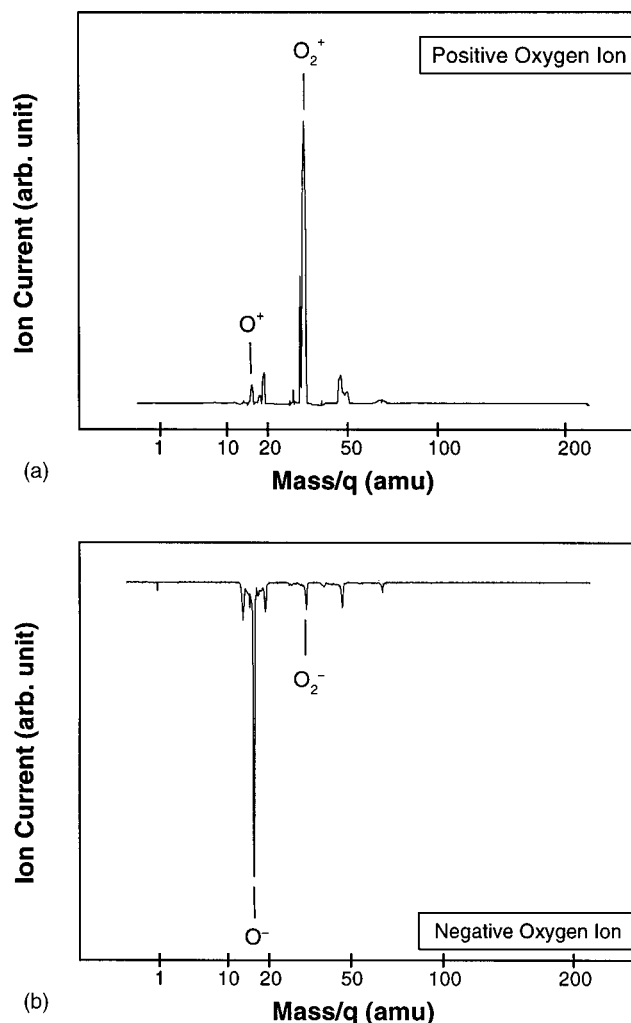 O₂⁺
Positive Oxygen Ion
O⁺
Ion Current (arb. unit)
1 10 20 50 100 200
(a)
Mass/q (amu)
O₂⁻
O⁻
Negative Oxygen Ion
Ion Current (arb. unit)
1 10 20 50 100 200
(b)
Mass/q (amu)